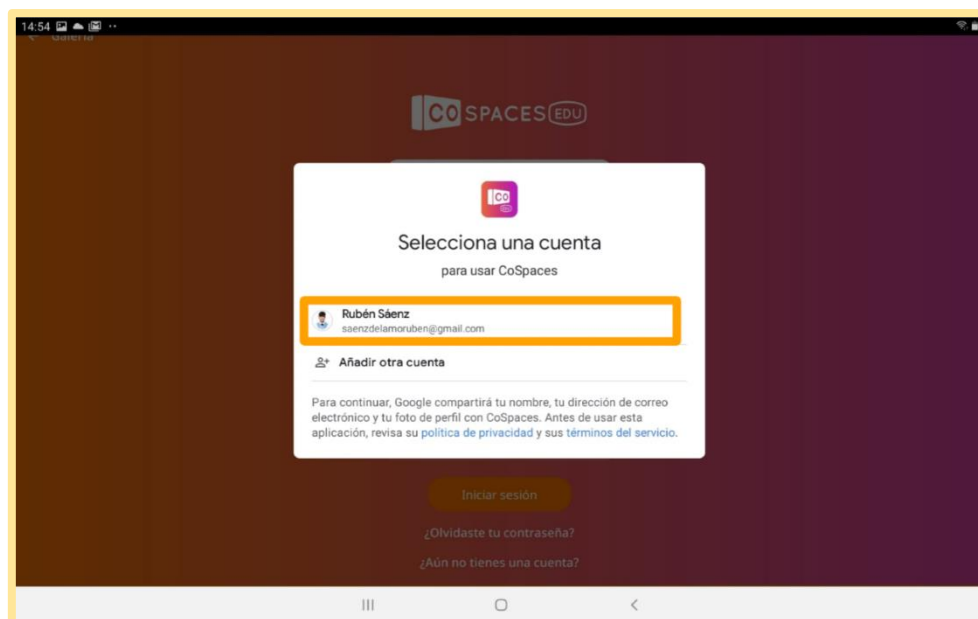 14:54
Galería
CO SPACES EDU
CO
Selecciona una cuenta
para usar CoSpaces
Rubén Sáenz
saenzdelamoruben@gmail.com
Añadir otra cuenta
Para continuar, Google compartirá tu nombre, tu dirección de correo
electrónico y tu foto de perfil con CoSpaces. Antes de usar esta
aplicación, revisa su política de privacidad y sus términos del servicio.
Iniciar sesión
¿Olvidaste tu contraseña?
¿Aún no tienes una cuenta?